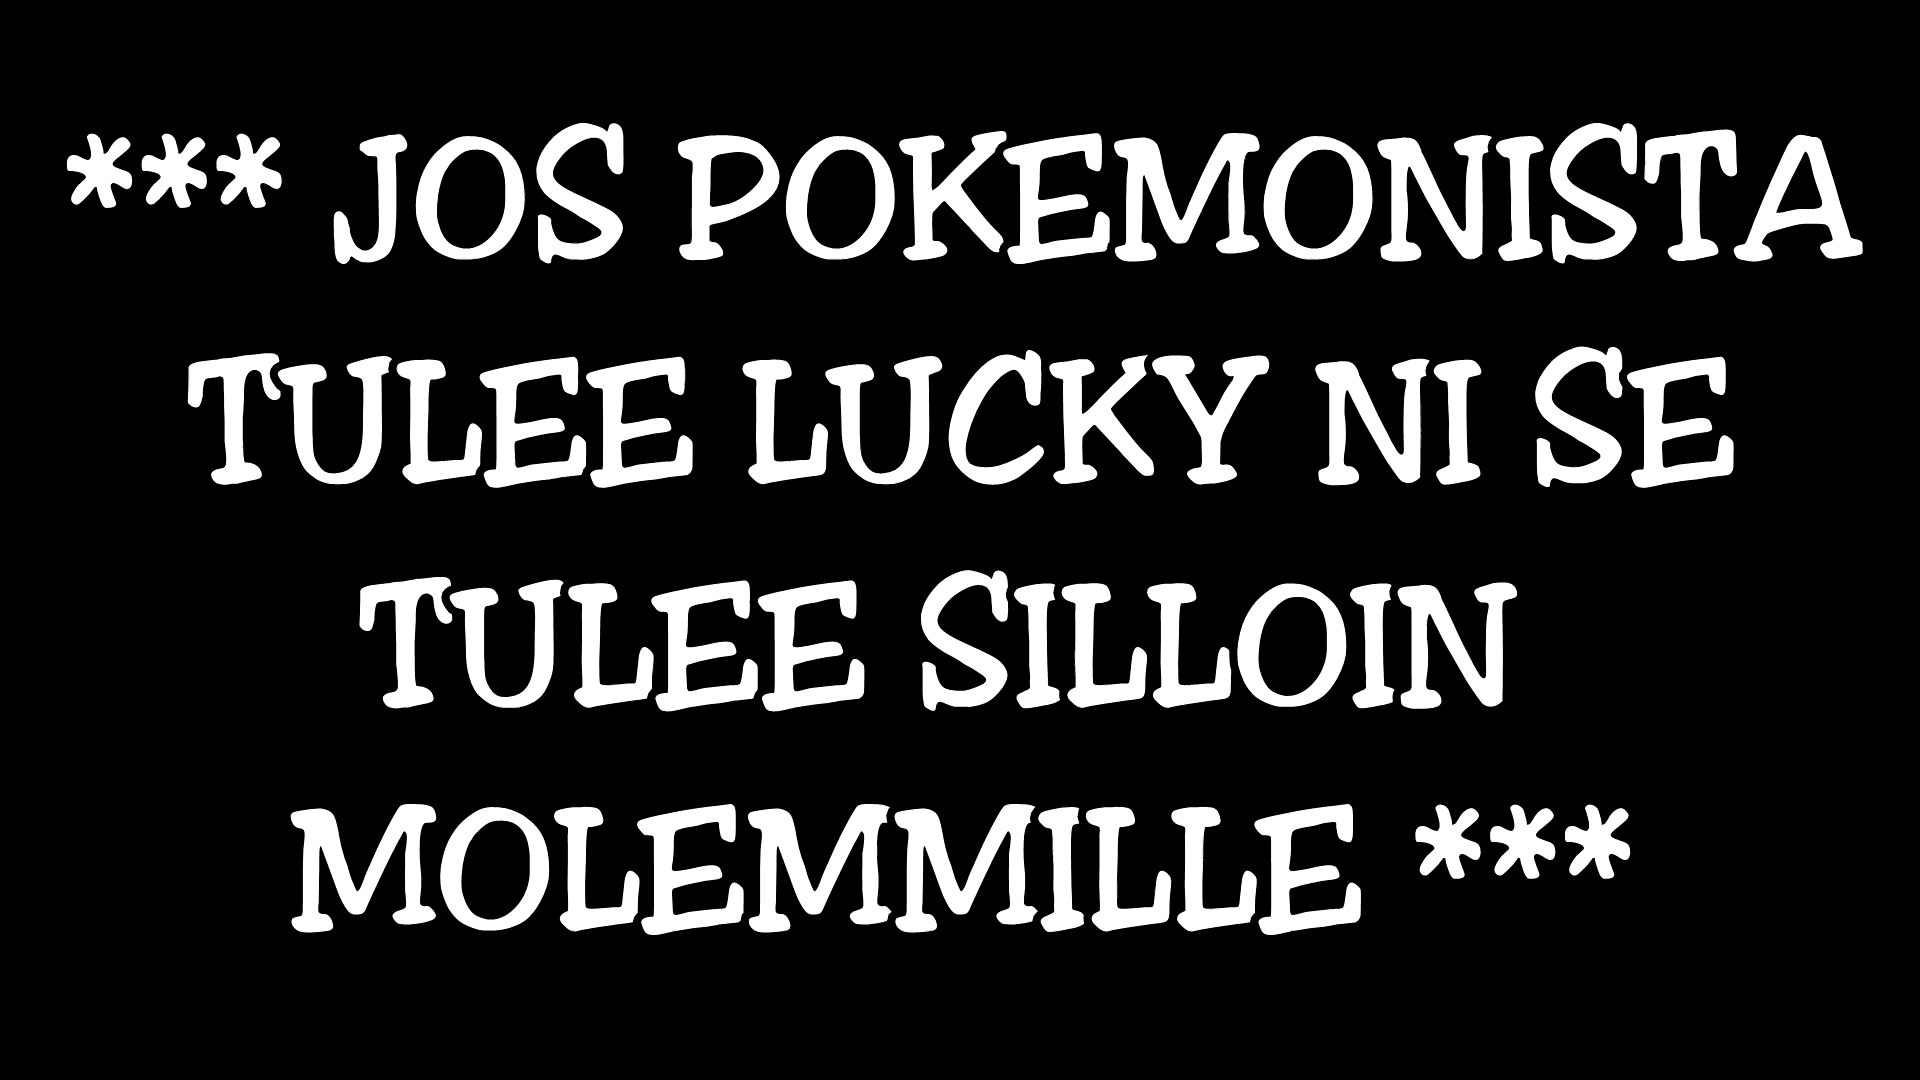 *** JOS POKEMONISTA
TULEE LUCKY NI SE
TULEE SILLOIN
MOLEMMILLE ***